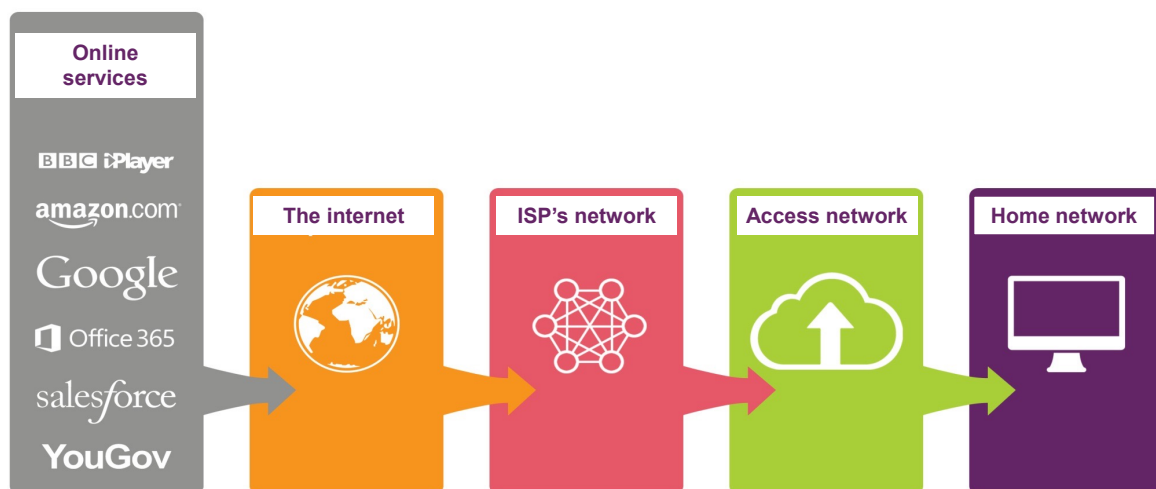 Online
services
BBC iPlayer
amazon.com
Google
Office 365
salesforce
YouGov
The internet
ISP's network
Access network
Home network